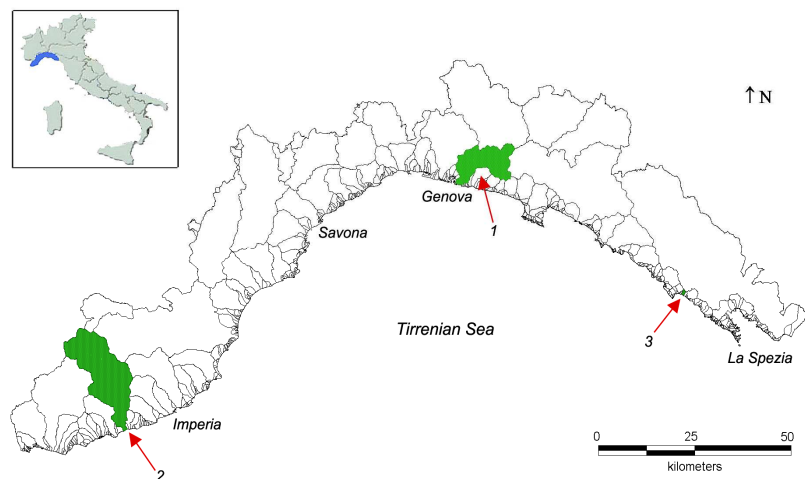 ↑ N
Genova
1
Savona
Tirrenian Sea
3
La Spezia
Imperia
2
0 25 50
kilometers